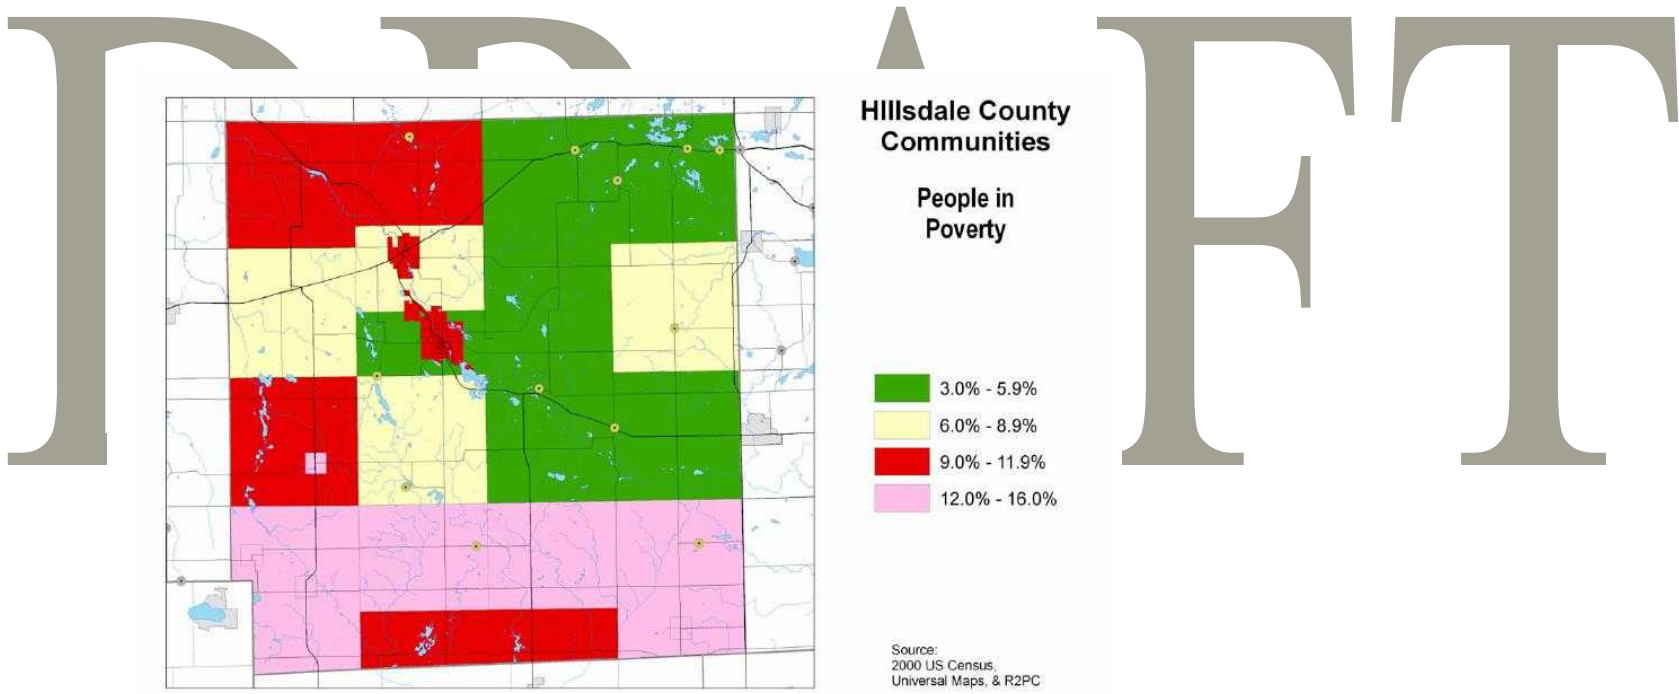 DRAFT
HIllsdale County
Communities
People in
Poverty
3.0% - 5.9%
6.0% - 8.9%
9.0% - 11.9%
12.0% - 16.0%
Source:
2000 US Census,
Universal Maps, & R2PC